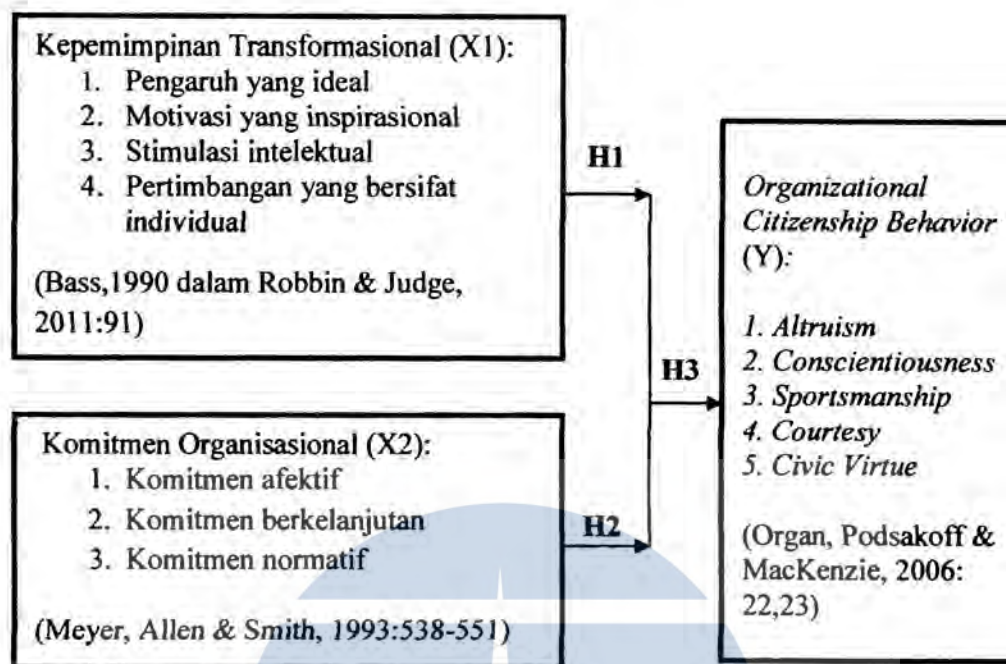 Kepemimpinan Transformasional (X1):
1. Pengaruh yang ideal
2. Motivasi yang inspirasional
3. Stimulasi intelektual
4. Pertimbangan yang bersifat
individual
(Bass,1990 dalam Robbin & Judge,
2011:91)
H1
Komitmen Organisasional (X2):
1. Komitmen afektif
2. Komitmen berkelanjutan
3. Komitmen normatif
(Meyer, Allen & Smith, 1993:538-551)
H2
H3
Organizational
Citizenship Behavior
(Y):
1. Altruism
2. Conscientiousness
3. Sportsmanship
4. Courtesy
5. Civic Virtue
(Organ, Podsakoff &
MacKenzie, 2006:
22,23)